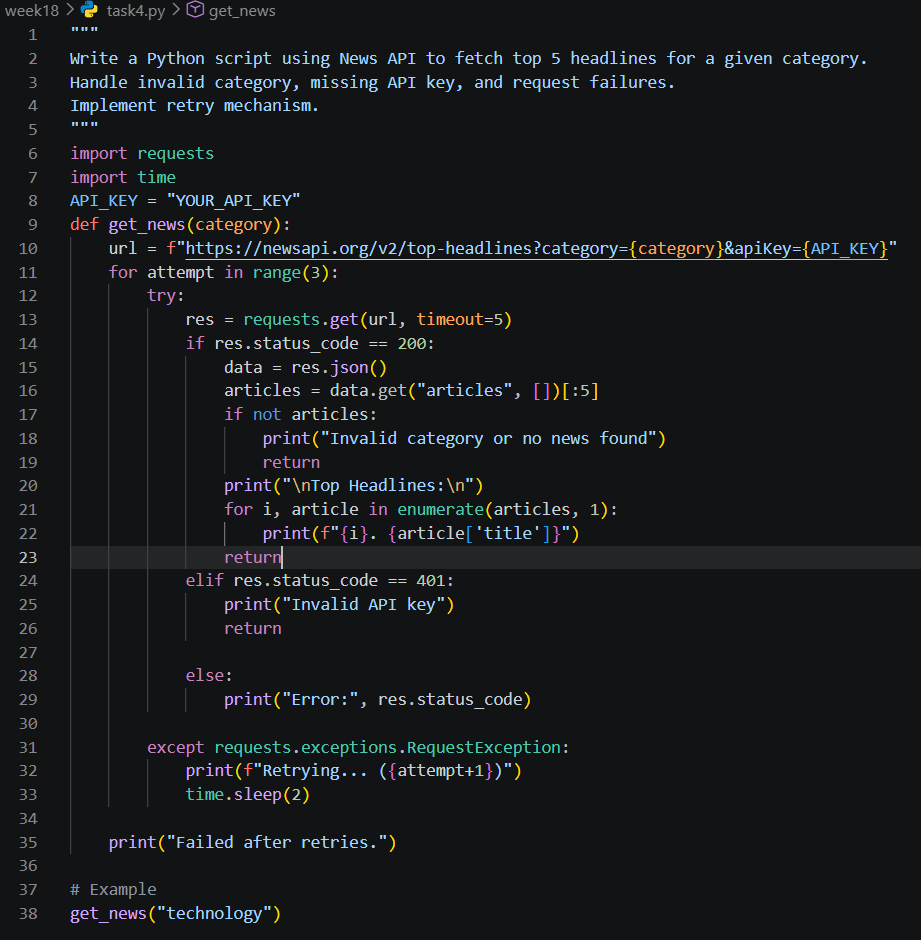 week18 > task4.py > get_news
1 """
2 Write a Python script using News API to fetch top 5 headlines for a given category.
3 Handle invalid category, missing API key, and request failures.
4 Implement retry mechanism.
5 """
6 import requests
7 import time
8 API_KEY = "YOUR_API_KEY"
9 def get_news(category):
10     url = f"https://newsapi.org/v2/top-headlines?category={category}&apiKey={API_KEY}"
11     for attempt in range(3):
12         try:
13             res = requests.get(url, timeout=5)
14             if res.status_code == 200:
15                 data = res.json()
16                 articles = data.get("articles", [])[:5]
17                 if not articles:
18                     print("Invalid category or no news found")
19                     return
20                 print("\nTop Headlines:\n")
21                 for i, article in enumerate(articles, 1):
22                     print(f"{i}. {article['title']}")
23                 return
24             elif res.status_code == 401:
25                 print("Invalid API key")
26                 return
27
28             else:
29                 print("Error:", res.status_code)
30
31         except requests.exceptions.RequestException:
32             print(f"Retrying... ({attempt+1})")
33             time.sleep(2)
34
35     print("Failed after retries.")
36
37 # Example
38 get_news("technology")